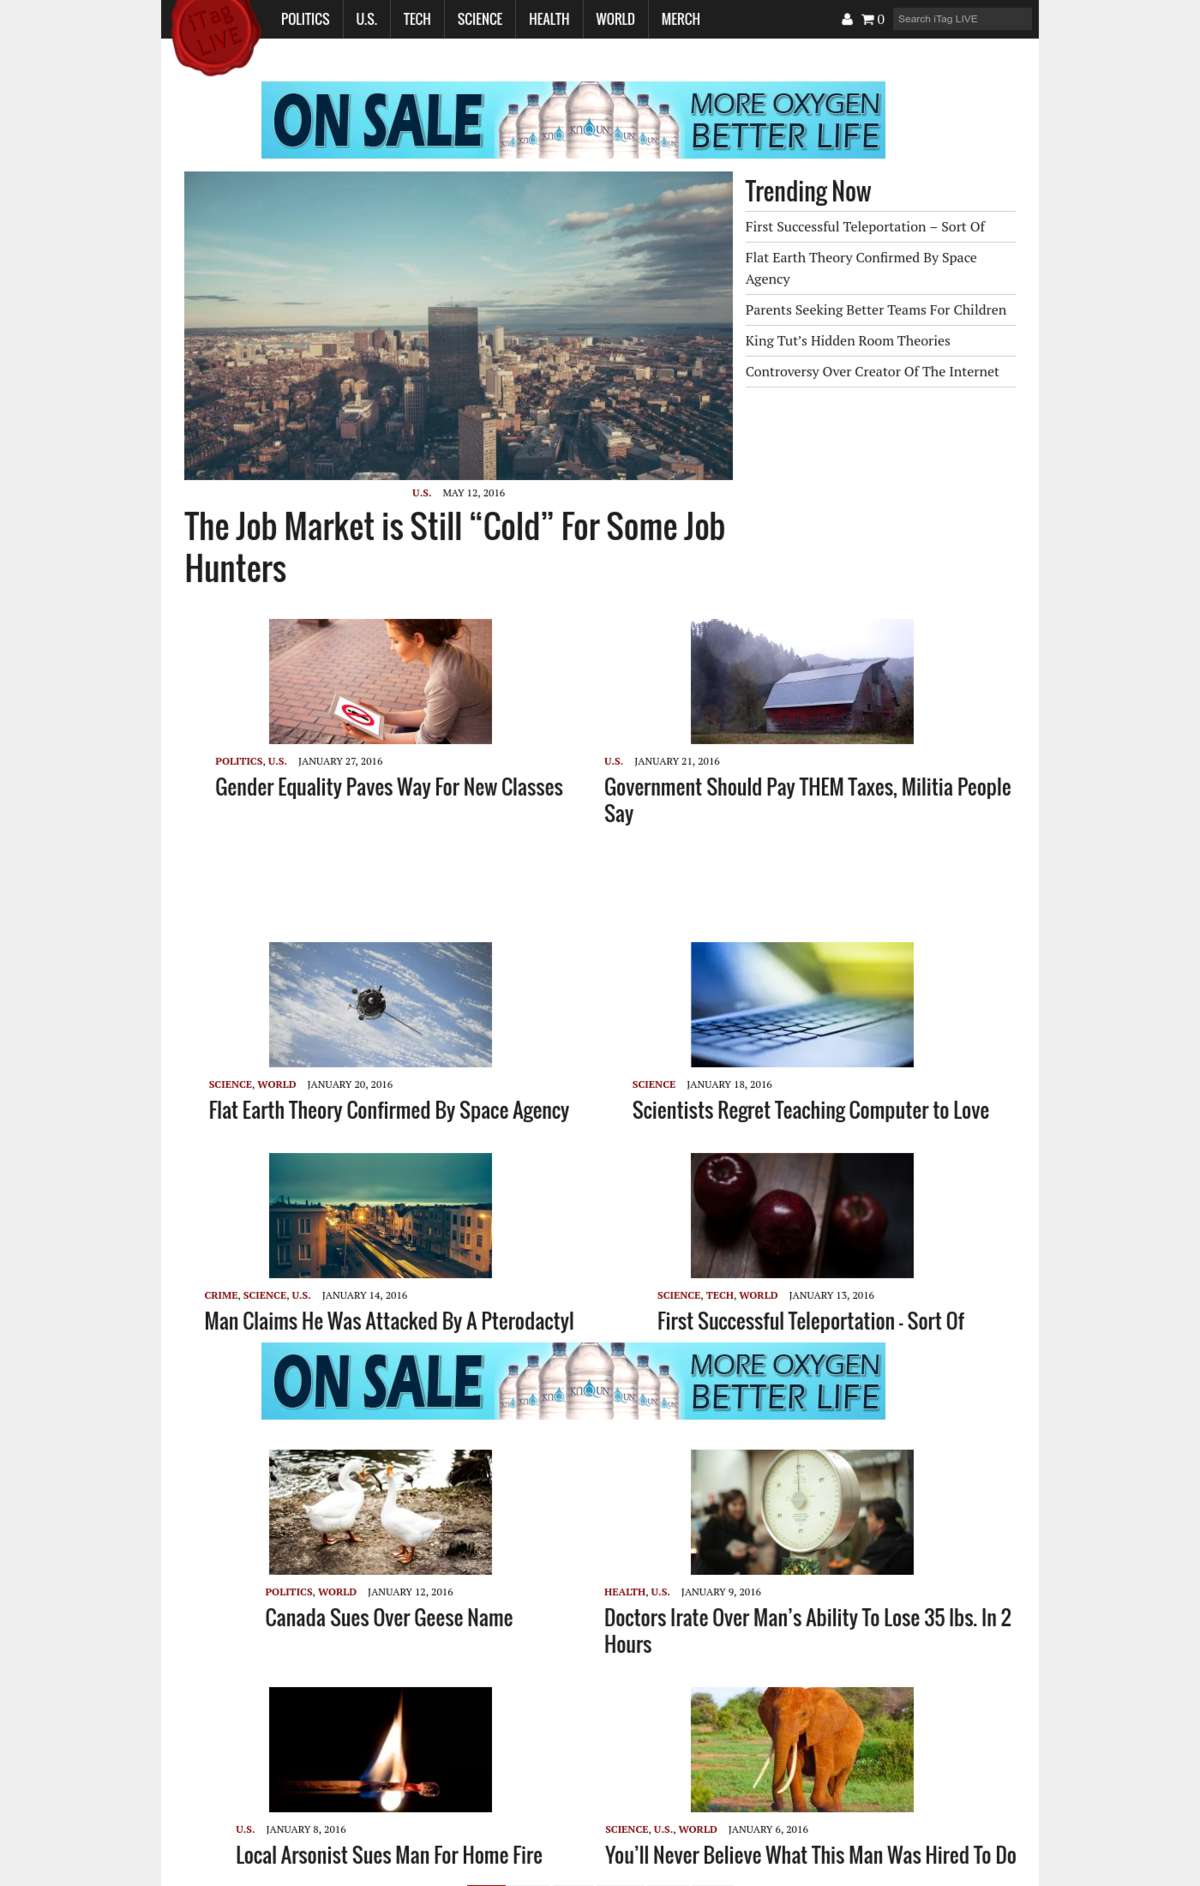 iTag
LIVE
POLITICS
U.S.
TECH
SCIENCE
HEALTH
WORLD
MERCH
0
Search iTag LIVE
ON SALE
KNQUN
MORE OXYGEN
BETTER LIFE
Trending Now
First Successful Teleportation – Sort Of
Flat Earth Theory Confirmed By Space
Agency
Parents Seeking Better Teams For Children
King Tut’s Hidden Room Theories
Controversy Over Creator Of The Internet
U.S. MAY 12, 2016
The Job Market is Still “Cold” For Some Job
Hunters
POLITICS, U.S. JANUARY 27, 2016
Gender Equality Paves Way For New Classes
U.S. JANUARY 21, 2016
Government Should Pay THEM Taxes, Militia People
Say
SCIENCE, WORLD JANUARY 20, 2016
Flat Earth Theory Confirmed By Space Agency
SCIENCE JANUARY 18, 2016
Scientists Regret Teaching Computer to Love
CRIME, SCIENCE, U.S. JANUARY 14, 2016
Man Claims He Was Attacked By A Pterodactyl
SCIENCE, TECH, WORLD JANUARY 13, 2016
First Successful Teleportation - Sort Of
ON SALE
KNQUN
MORE OXYGEN
BETTER LIFE
POLITICS, WORLD JANUARY 12, 2016
Canada Sues Over Geese Name
HEALTH, U.S. JANUARY 9, 2016
Doctors Irate Over Man’s Ability To Lose 35 lbs. In 2
Hours
U.S. JANUARY 8, 2016
Local Arsonist Sues Man For Home Fire
SCIENCE, U.S., WORLD JANUARY 6, 2016
You’ll Never Believe What This Man Was Hired To Do